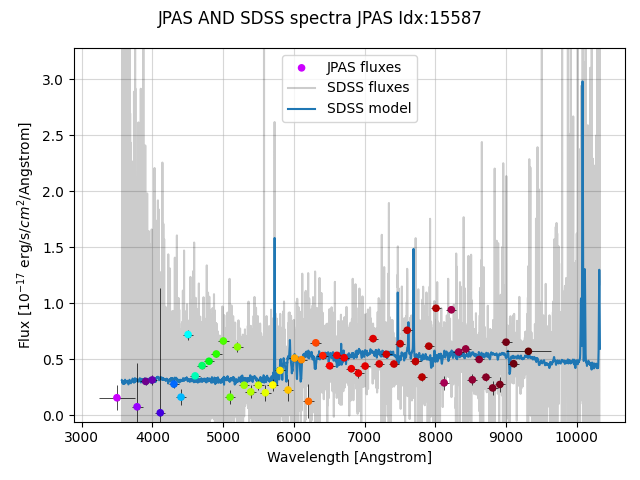 JPAS AND SDSS spectra JPAS Idx:15587
JPAS fluxes
SDSS fluxes
SDSS model
3.0
2.5
2.0
1.5
1.0
0.5
0.0
Flux [10⁻¹⁷ erg/s/cm²/Angstrom]
3000 4000 5000 6000 7000 8000 9000 10000
Wavelength [Angstrom]